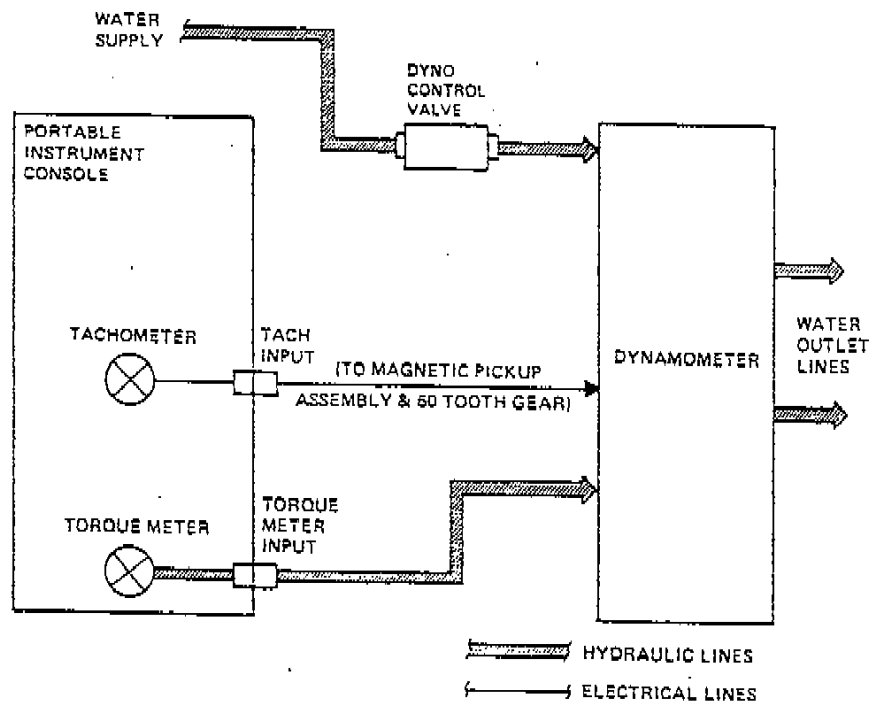 WATER
SUPPLY
DYNO
CONTROL
VALVE
PORTABLE
INSTRUMENT
CONSOLE
TACHOMETER
TACH
INPUT
(TO MAGNETIC PICKUP
ASSEMBLY & 60 TOOTH GEAR)
DYNAMOMETER
WATER
OUTLET
LINES
TORQUE METER
TORQUE
METER
INPUT
HYDRAULIC LINES
ELECTRICAL LINES